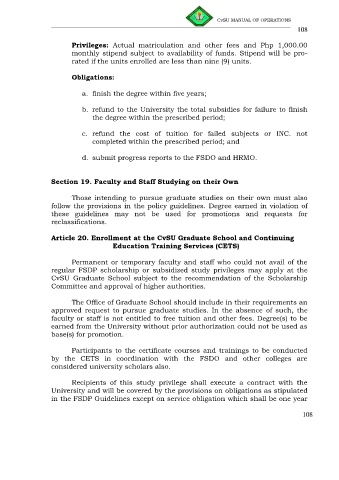 CvSU MANUAL OF OPERATIONS
108
Privileges: Actual matriculation and other fees and Php 1,000.00
monthly stipend subject to availability of funds. Stipend will be pro-
rated if the units enrolled are less than nine (9) units.
Obligations:
a. finish the degree within five years;
b. refund to the University the total subsidies for failure to finish
the degree within the prescribed period;
c. refund the cost of tuition for failed subjects or INC. not
completed within the prescribed period; and
d. submit progress reports to the FSDO and HRMO.
Section 19. Faculty and Staff Studying on their Own
Those intending to pursue graduate studies on their own must also
follow the provisions in the policy guidelines. Degree earned in violation of
these guidelines may not be used for promotions and requests for
reclassifications.
Article 20. Enrollment at the CvSU Graduate School and Continuing
Education Training Services (CETS)
Permanent or temporary faculty and staff who could not avail of the
regular FSDP scholarship or subsidized study privileges may apply at the
CvSU Graduate School subject to the recommendation of the Scholarship
Committee and approval of higher authorities.
The Office of Graduate School should include in their requirements an
approved request to pursue graduate studies. In the absence of such, the
faculty or staff is not entitled to free tuition and other fees. Degree(s) to be
earned from the University without prior authorization could not be used as
base(s) for promotion.
Participants to the certificate courses and trainings to be conducted
by the CETS in coordination with the FSDO and other colleges are
considered university scholars also.
Recipients of this study privilege shall execute a contract with the
University and will be covered by the provisions on obligations as stipulated
in the FSDP Guidelines except on service obligation which shall be one year
108